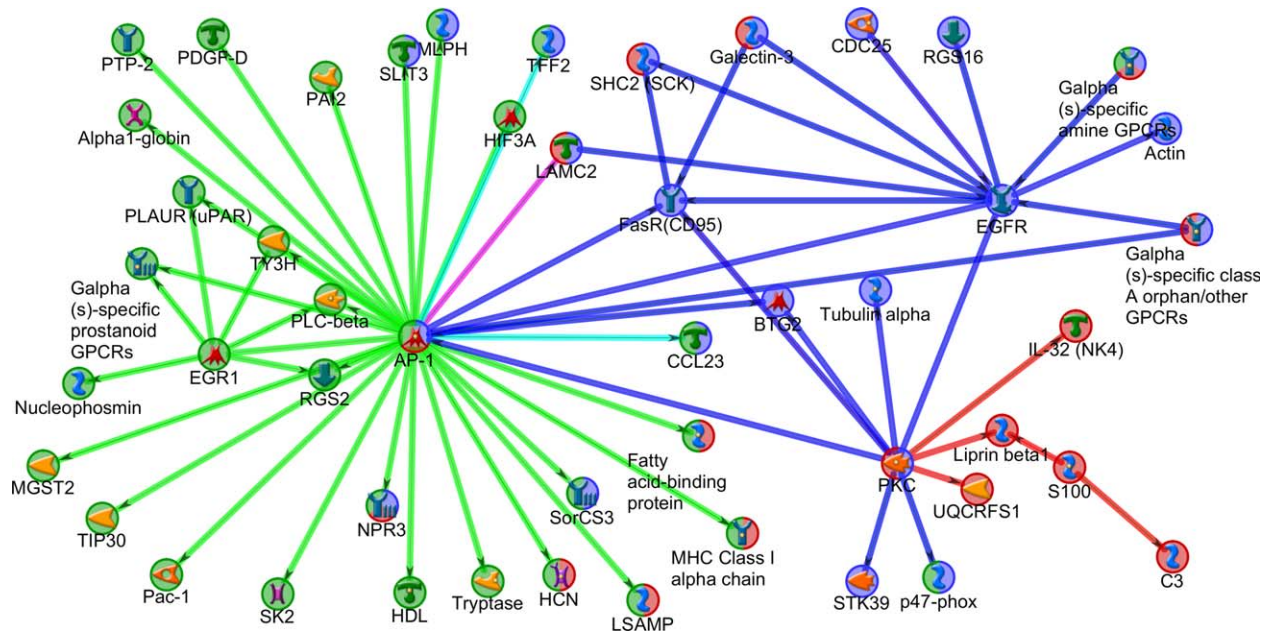 PTP-2
PDGF-D
PAI2
SLIT3
MLPH
TFF2
SHC2 (SCK)
Galectin-3
CDC25
RGS16
Galpha
(s)-specific
amine GPCRs
Actin
Alpha1-globin
HIF3A
LAMC2
PLAUR (uPAR)
TY3H
FasR(CD95)
EGFR
Galpha
(s)-specific class
A orphan/other
GPCRs
Galpha
(s)-specific
prostanoid
GPCRs
PLC-beta
AP-1
BTG2
Tubulin alpha
CCL23
IL-32 (NK4)
EGR1
RGS2
Nucleophosmin
Fatty
acid-binding
protein
PKC
Liprin beta1
S100
UQCRFS1
MGST2
TIP30
NPR3
SorCS3
MHC Class I
alpha chain
C3
Pac-1
SK2
HDL
Tryptase
HCN
LSAMP
STK39
p47-phox